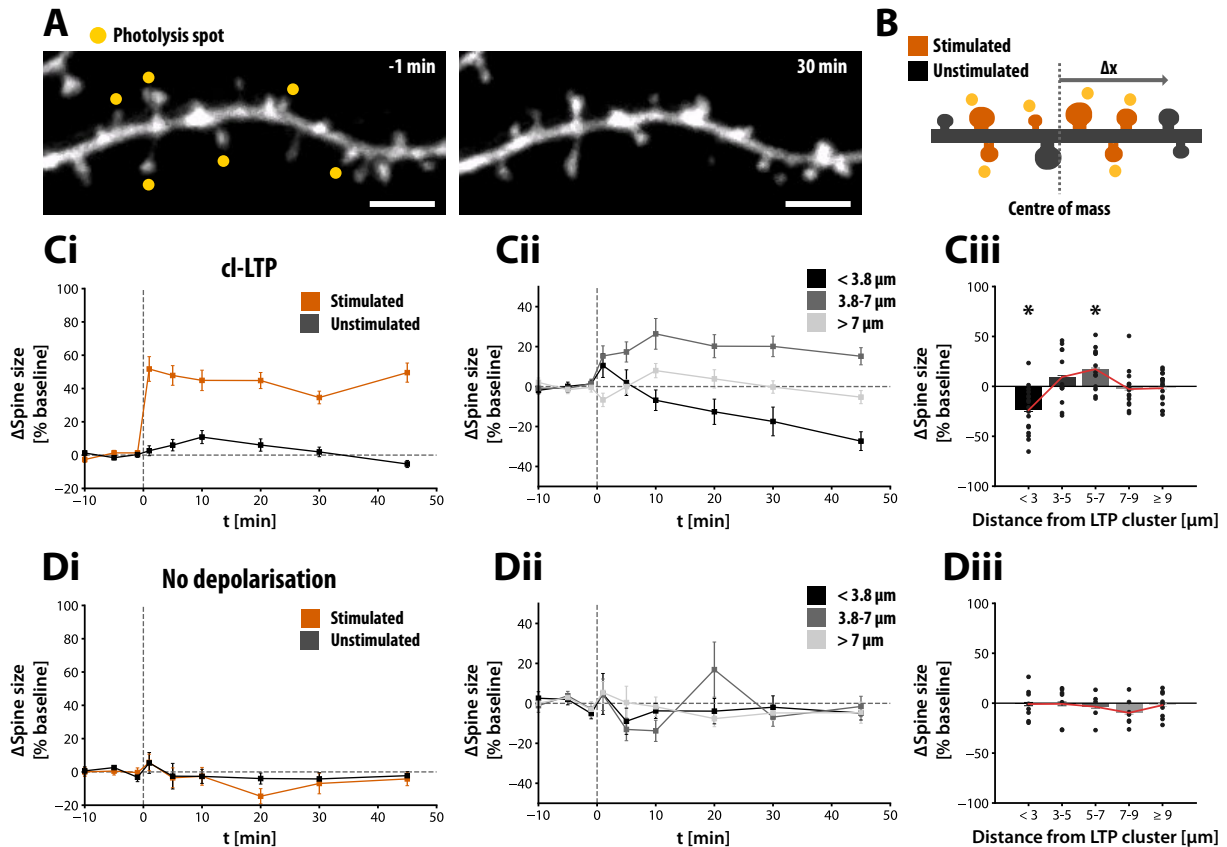 A
Photolysis spot
-1 min
30 min
B
Stimulated
Unstimulated
Δx
Centre of mass
Ci
cl-LTP
ΔSpine size
[% baseline]
100
80
60
40
20
0
−20
Stimulated
Unstimulated
−10 0 10 20 30 40 50
t [min]
Cii
ΔSpine size
[% baseline]
40
20
0
−20
−40
< 3.8 µm
3.8-7 µm
> 7 µm
−10 0 10 20 30 40 50
t [min]
Ciii
ΔSpine size
[% baseline]
100
50
0
−50
−100
* *
< 3 3-5 5-7 7-9 ≥ 9
Distance from LTP cluster [µm]
Di
No depolarisation
ΔSpine size
[% baseline]
100
80
60
40
20
0
−20
Stimulated
Unstimulated
−10 0 10 20 30 40 50
t [min]
Dii
ΔSpine size
[% baseline]
40
20
0
−20
−40
< 3.8 µm
3.8-7 µm
> 7 µm
−10 0 10 20 30 40 50
t [min]
Diii
ΔSpine size
[% baseline]
100
50
0
−50
−100
< 3 3-5 5-7 7-9 ≥ 9
Distance from LTP cluster [µm]